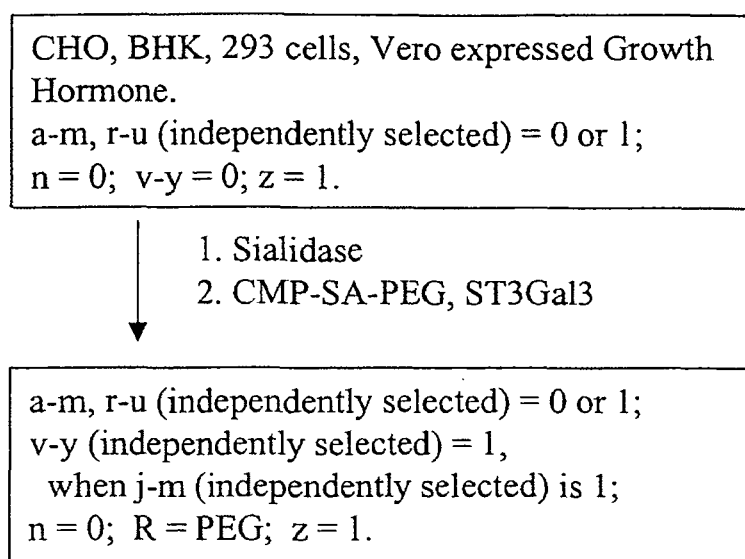 CHO, BHK, 293 cells, Vero expressed Growth
Hormone.
a-m, r-u (independently selected) = 0 or 1;
n = 0; v-y = 0; z = 1.
1. Sialidase
2. CMP-SA-PEG, ST3Gal3
a-m, r-u (independently selected) = 0 or 1;
v-y (independently selected) = 1,
when j-m (independently selected) is 1;
n = 0; R = PEG; z = 1.